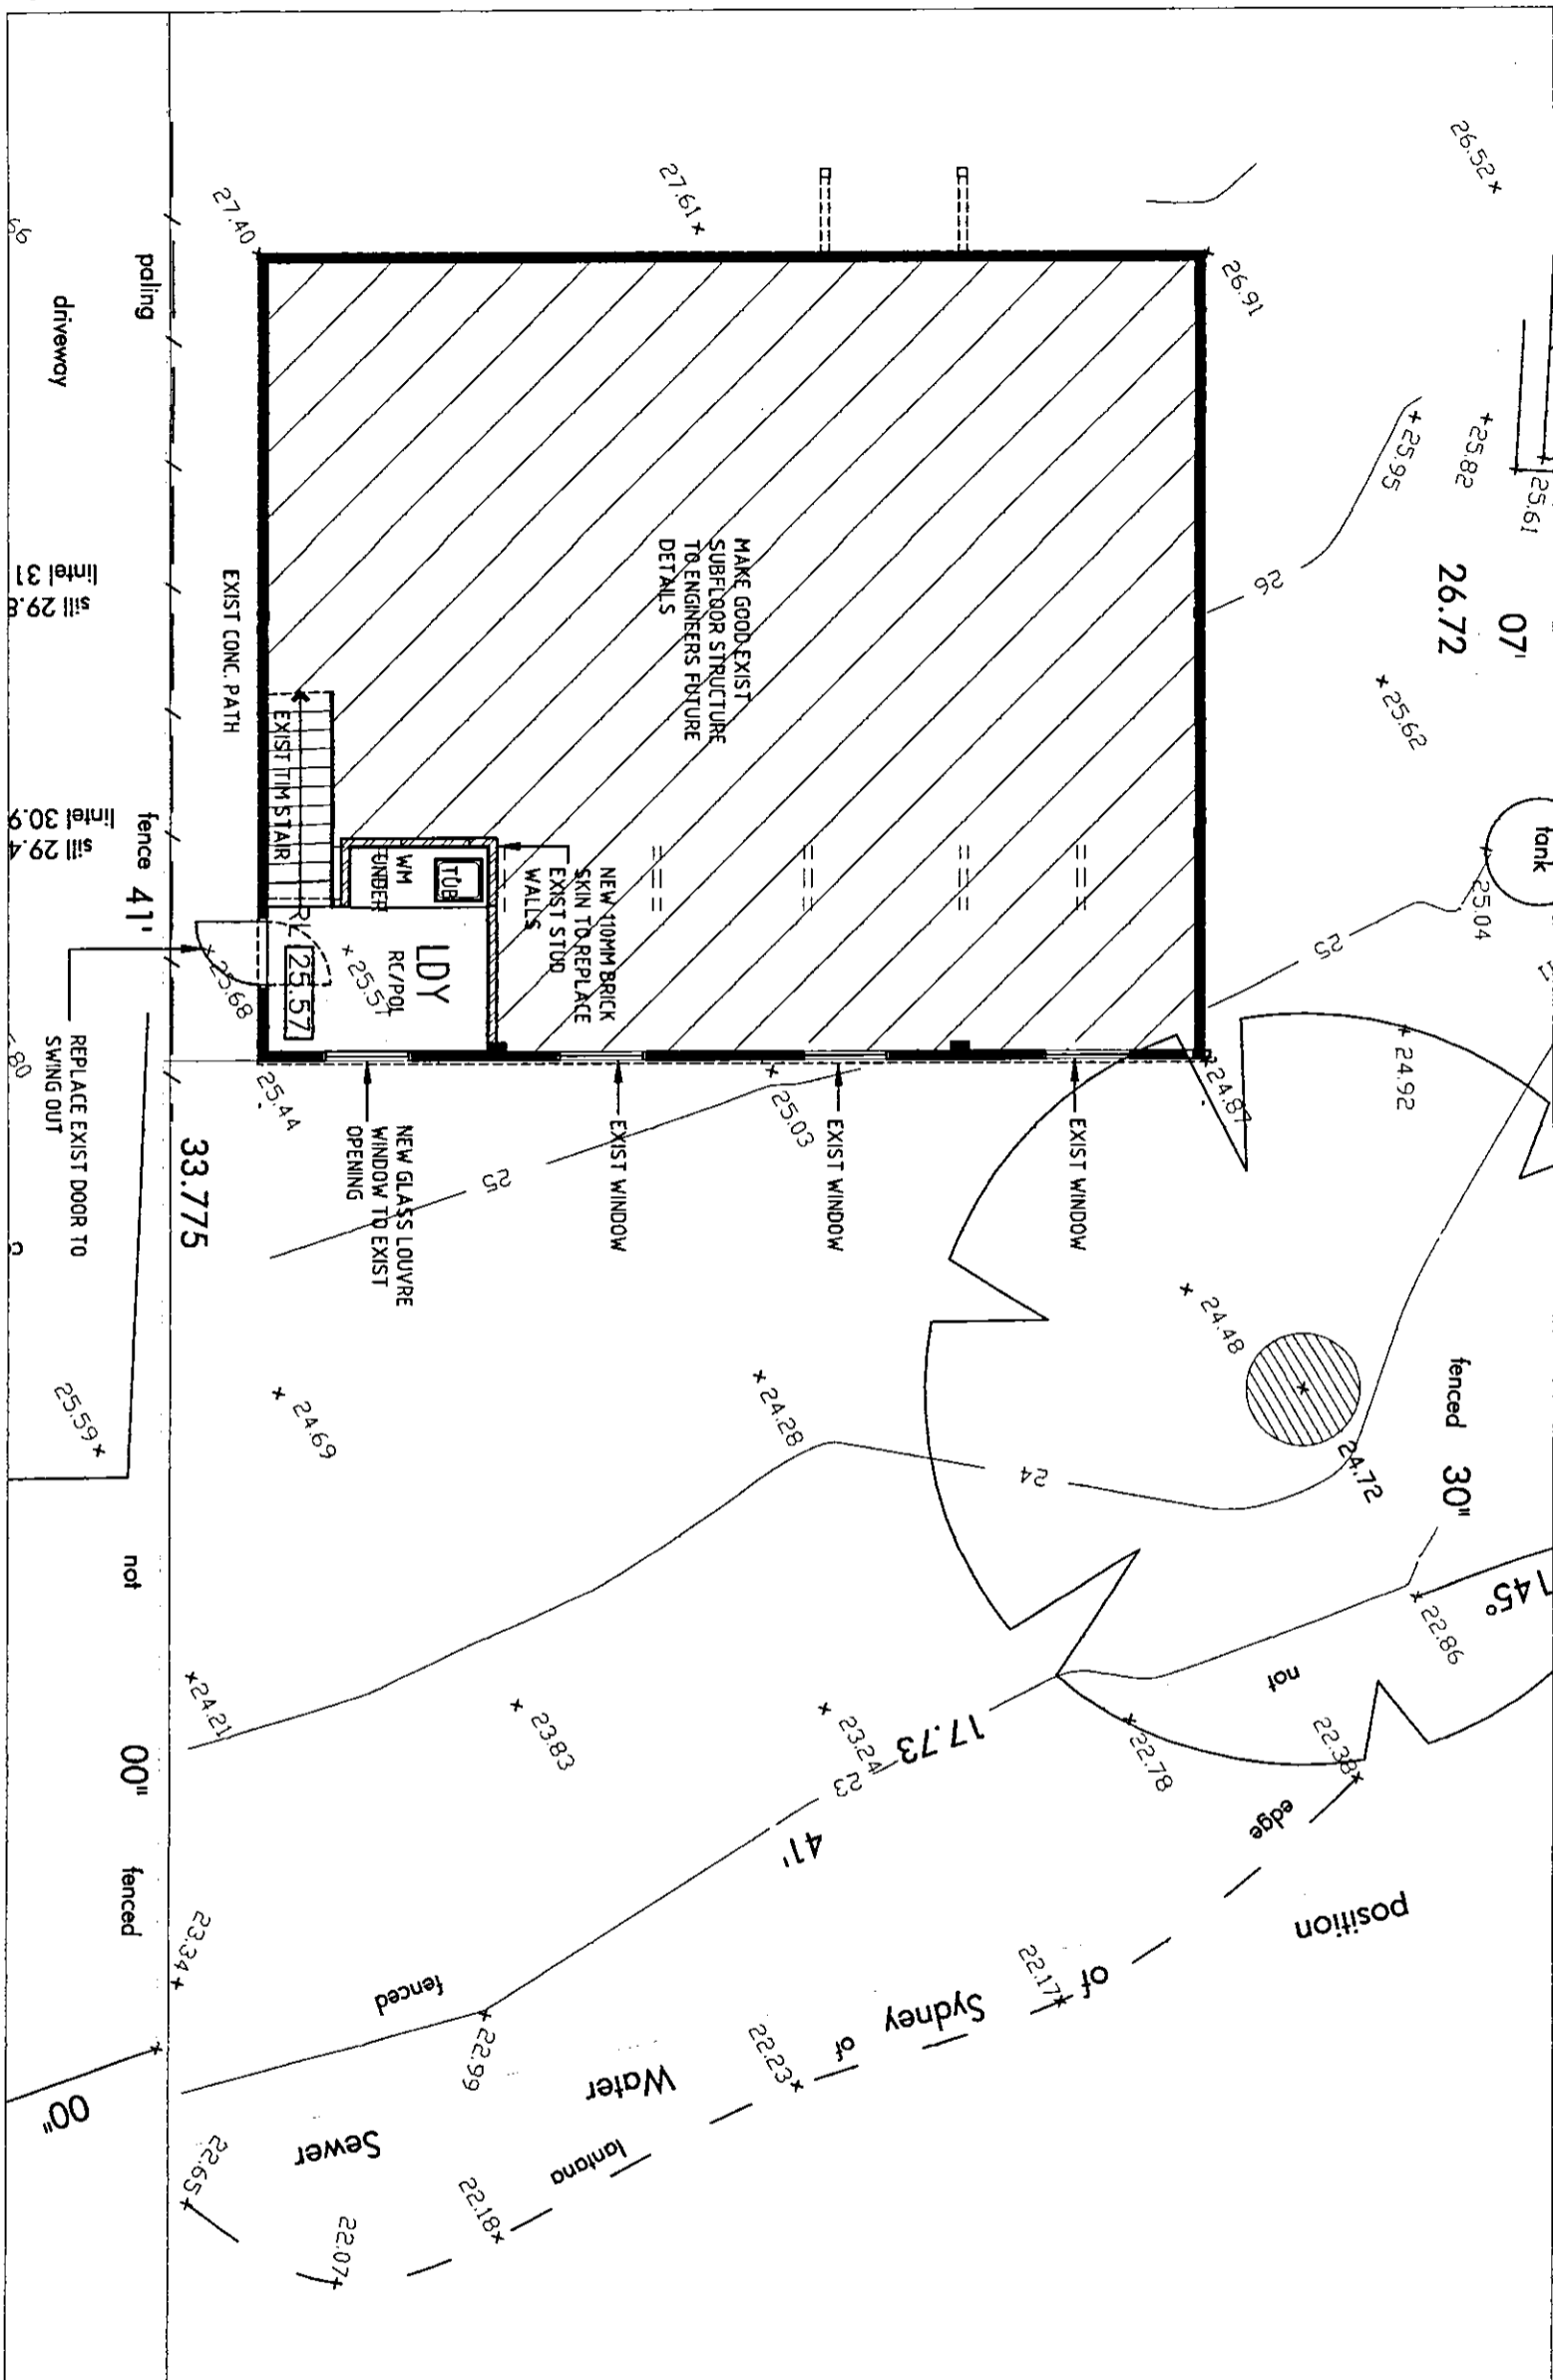 26.52
27.61
27.40
26.91
25.95
25.82
25.61
07'
26.72
25.62
26
paling
driveway
lintel 31
sill 29.8
lintel 30.9
sill 29.4
fence 41'
EXIST CONC. PATH
EXIST TIM STAIR
MAKE GOOD EXIST
SUBFLOOR STRUCTURE
TO ENGINEERS FUTURE
DETAILS
tank
25.04
25
TUB
WM
UNDER
NEW 110MM BRICK
SKIN TO REPLACE
EXIST STUD
WALLS
LDY
RC/POL
25.57
RL 25.57
25.68
REPLACE EXIST DOOR TO
SWING OUT
25.44
33.775
NEW GLASS LOUVRE
WINDOW TO EXIST
OPENING
EXIST WINDOW
EXIST WINDOW
EXIST WINDOW
25.03
25
24.87
24.92
24.48
24.72
24.28
24.69
24
25.59
fenced 30"
145°
22.86
not
22.38
22.78
edge
position
not
00"
fenced
24.21
23.83
23.24
17.73
23
41'
23.34
fenced
22.99
22.17
of
Sydney
of
22.23
Water
lantana
Sewer
22.18
22.65
22.07
00"